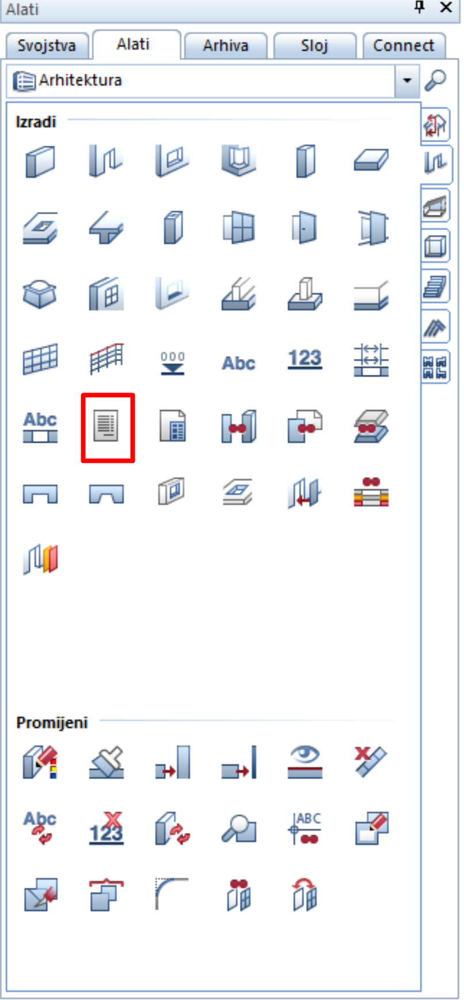 Alati
Svojstva Alati Arhiva Sloj Connect
Arhitektura
Izradi
000
Abc 123
Abc
Promijeni
Abc 123 ABC